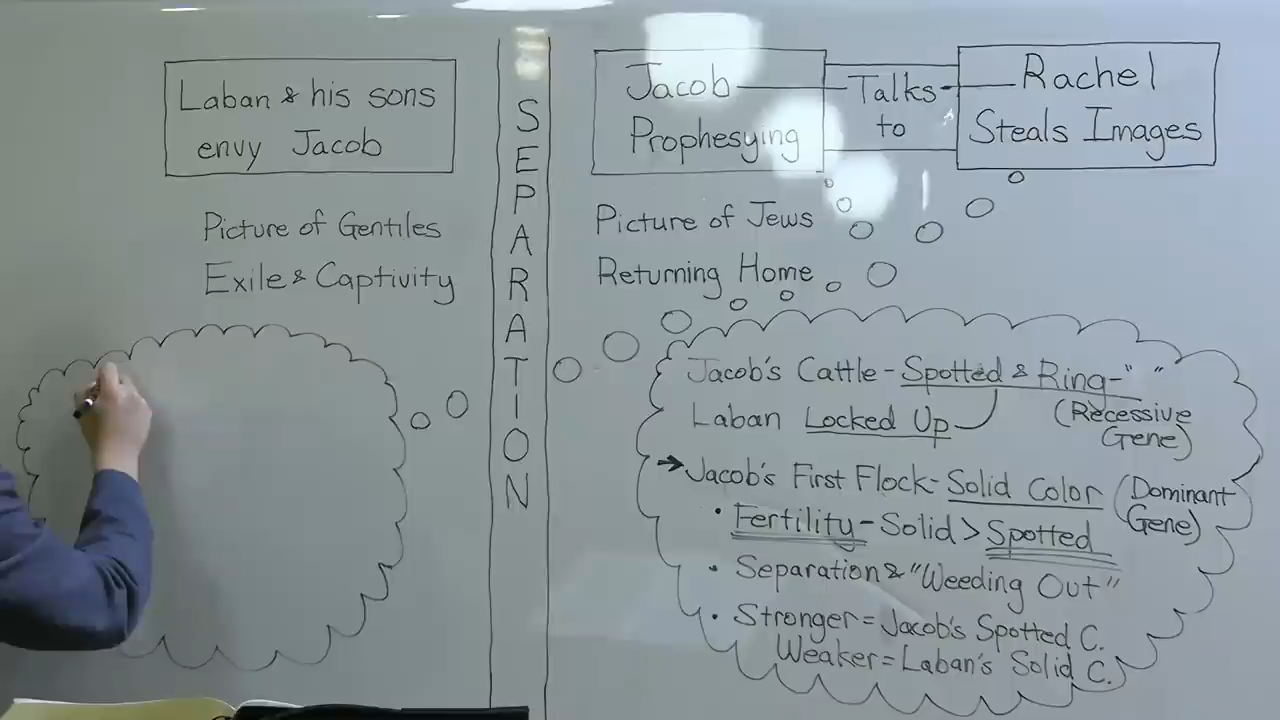 Laban & his sons
envy Jacob
Picture of Gentiles
Exile & Captivity
SEPARATION
Jacob
Prophesying
Talks
to
Rachel
Steals Images
Picture of Jews
Returning Home
Jacob's Cattle - Spotted & Ring-" "
(Recessive
Gene)
Laban Locked Up
→ Jacob's First Flock - Solid Color (Dominant
Gene)
• Fertility - Solid > Spotted
• Separation & "Weeding Out"
• Stronger = Jacob's Spotted C.
Weaker = Laban's Solid C.